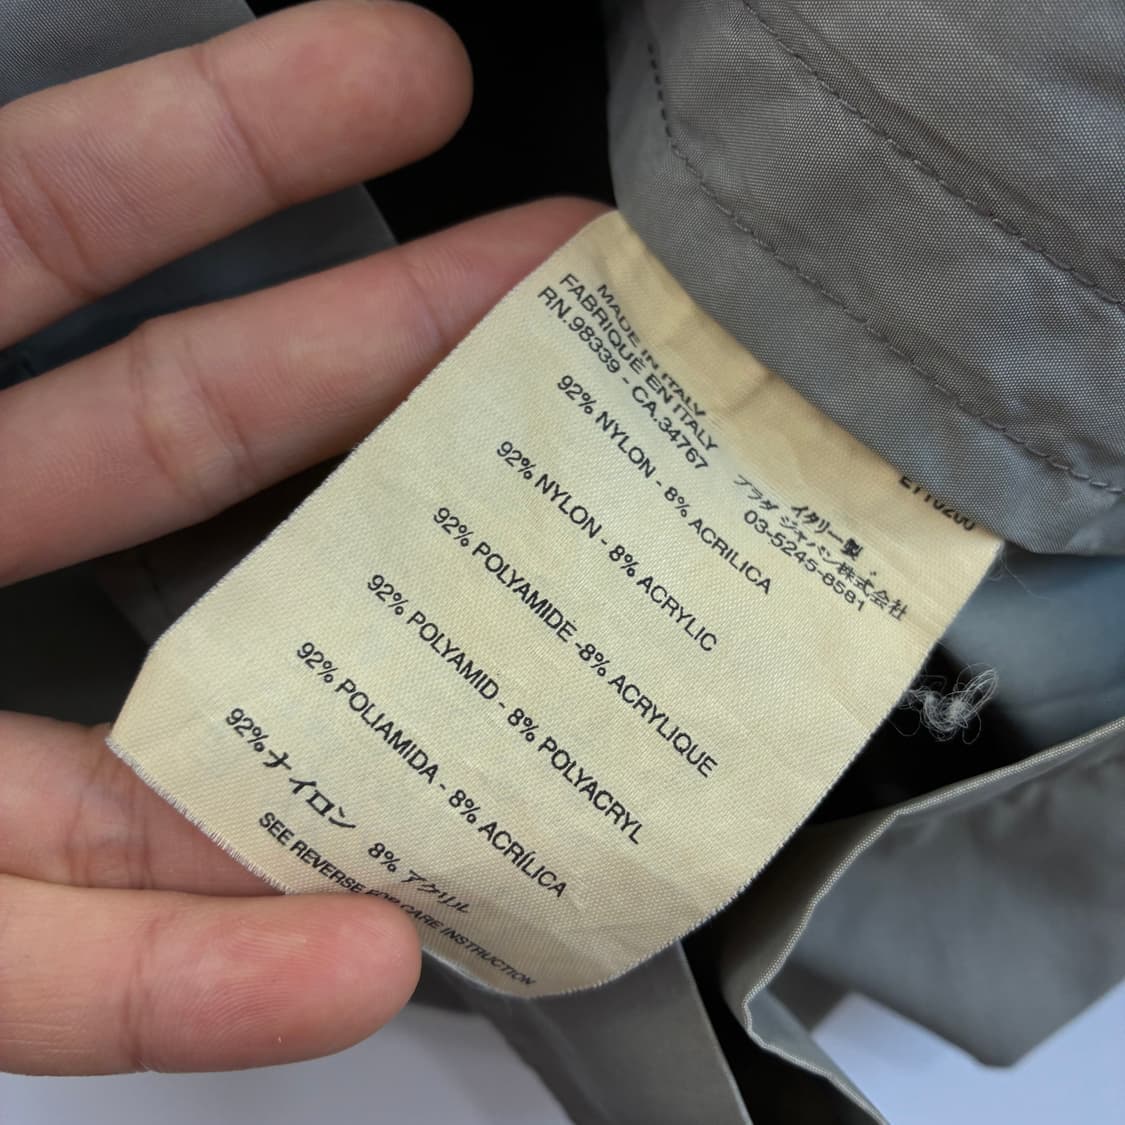 MADE IN ITALY
FABRIQUÉ EN ITALY
RN.98339 - CA.34767
イタリー製
プラダ ジャパン株式会社
03-5245-8581
92% NYLON - 8% ACRILICA
92% NYLON - 8% ACRYLIC
92% POLYAMIDE -8% ACRYLIQUE
92% POLYAMID - 8% POLYACRYL
92% POLIAMIDA - 8% ACRÍLICA
92% ナイロン 8% アクリル
SEE REVERSE FOR CARE INSTRUCTION